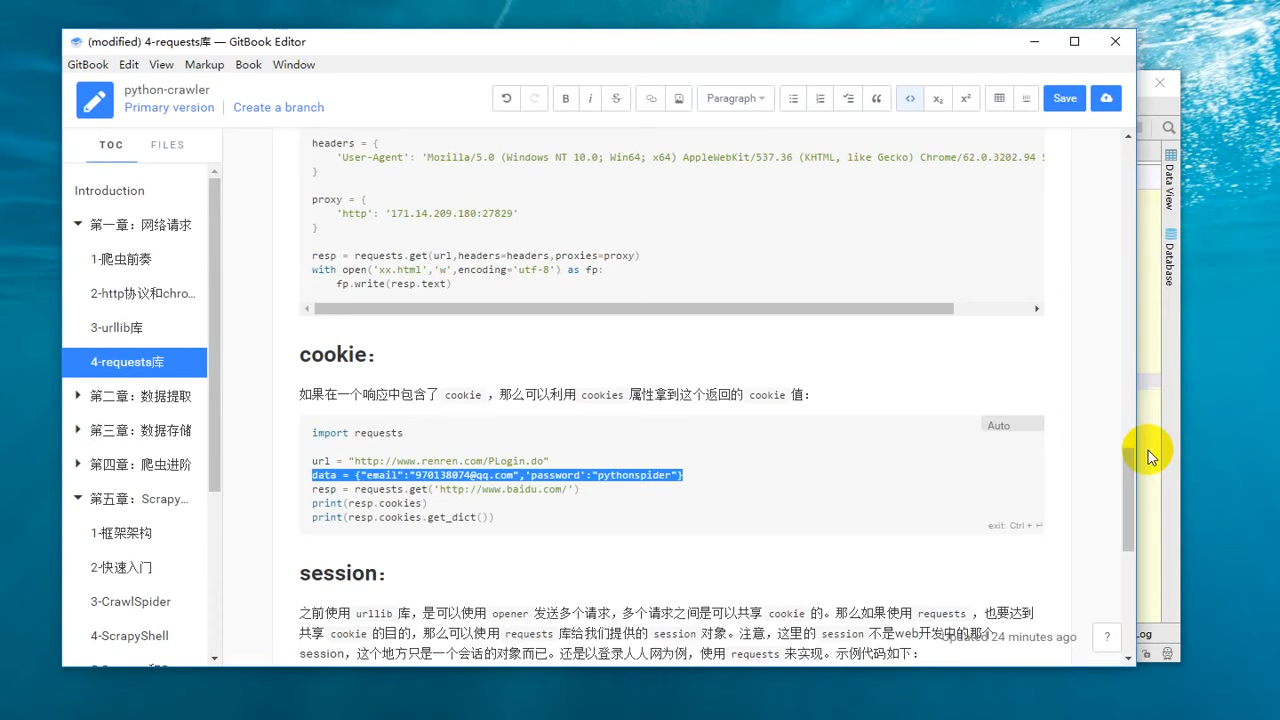 (modified) 4-requests库 — GitBook Editor
GitBook Edit View Markup Book Window
python-crawler
Primary version Create a branch
B i S Paragraph x₂ x² Save
TOC FILES
Introduction
第一章：网络请求
1-爬虫前奏
2-http协议和chro...
3-urllib库
4-requests库
第二章：数据提取
第三章：数据存储
第四章：爬虫进阶
第五章：Scrapy...
1-框架架构
2-快速入门
3-CrawlSpider
4-ScrapyShell
headers = {
'User-Agent': 'Mozilla/5.0 (Windows NT 10.0; Win64; x64) AppleWebKit/537.36 (KHTML, like Gecko) Chrome/62.0.3202.94
}
proxy = {
'http': '171.14.209.180:27829'
}
resp = requests.get(url,headers=headers,proxies=proxy)
with open('xx.html','w',encoding='utf-8') as fp:
fp.write(resp.text)
cookie：
如果在一个响应中包含了 cookie ，那么可以利用 cookies 属性拿到这个返回的 cookie 值：
Auto
import requests
url = "http://www.renren.com/PLogin.do"
data = {"email":"970138074@qq.com",'password':"pythonspider"}
resp = requests.get('http://www.baidu.com/')
print(resp.cookies)
print(resp.cookies.get_dict())
exit: Ctrl + ↩
session：
之前使用 urllib 库，是可以使用 opener 发送多个请求，多个请求之间是可以共享 cookie 的。那么如果使用 requests ，也要达到
共享 cookie 的目的，那么可以使用 requests 库给我们提供的 session 对象。注意，这里的 session 不是web开发中的那个
session，这个地方只是一个会话的对象而已。还是以登录人人网为例，使用 requests 来实现。示例代码如下：
24 minutes ago
?
Data View
Database
Log